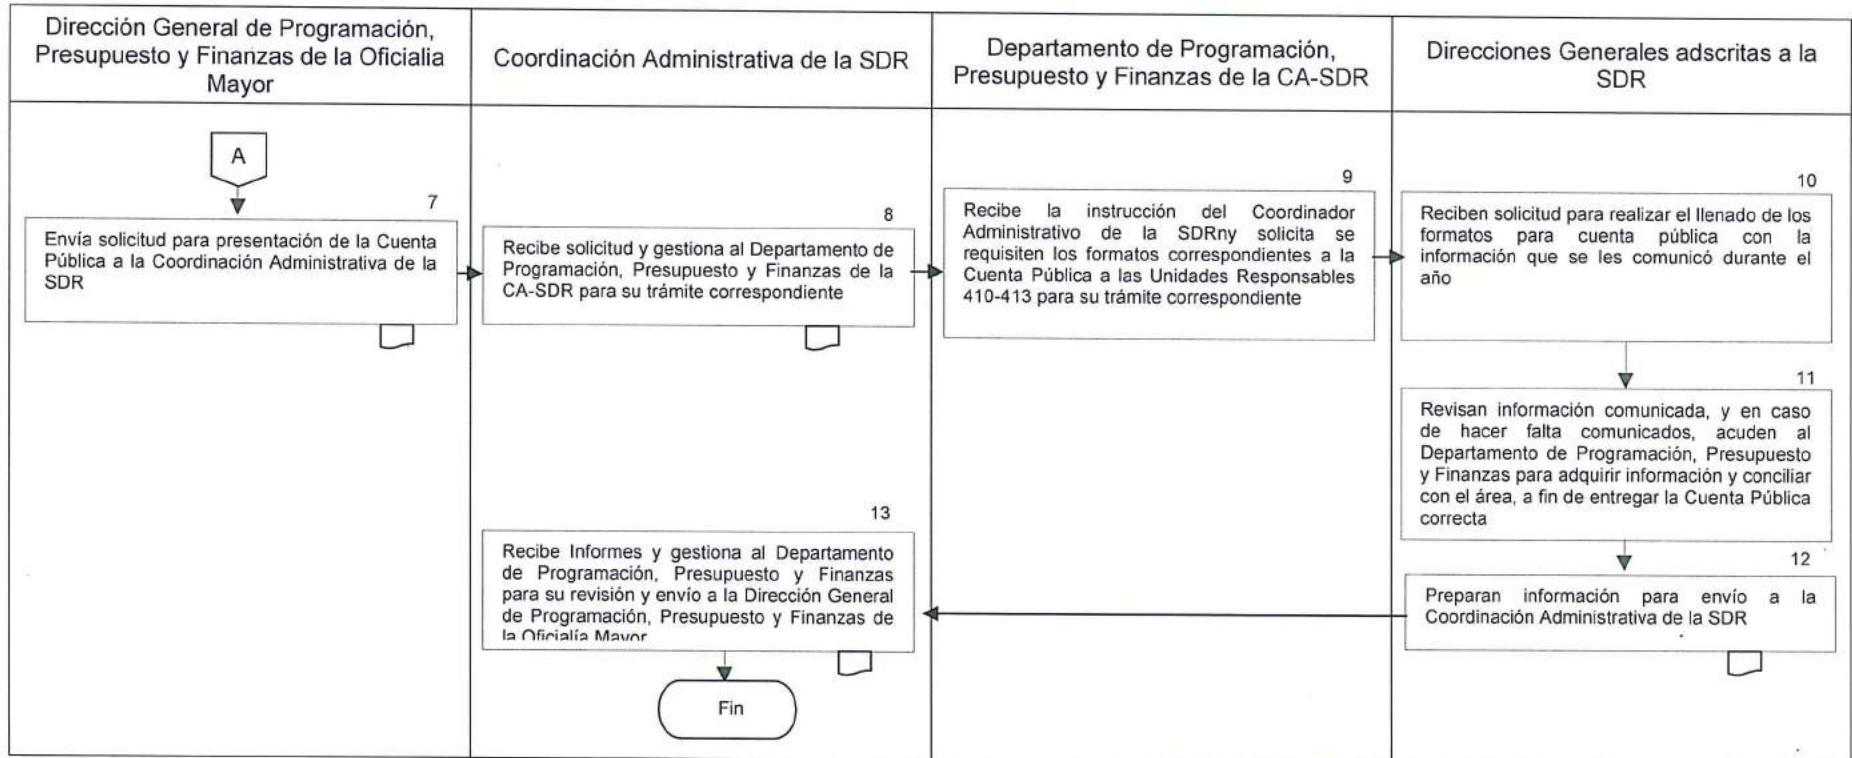 Dirección General de Programación,
Presupuesto y Finanzas de la Oficialia
Mayor
Coordinación Administrativa de la SDR
Departamento de Programación,
Presupuesto y Finanzas de la CA-SDR
Direcciones Generales adscritas a la
SDR
A
7
Envía solicitud para presentación de la Cuenta
Pública a la Coordinación Administrativa de la
SDR
8
Recibe solicitud y gestiona al Departamento de
Programación, Presupuesto y Finanzas de la
CA-SDR para su trámite correspondiente
9
Recibe la instrucción del Coordinador
Administrativo de la SDRny solicita se
requisiten los formatos correspondientes a la
Cuenta Pública a las Unidades Responsables
410-413 para su trámite correspondiente
10
Reciben solicitud para realizar el llenado de los
formatos para cuenta pública con la
información que se les comunicó durante el
año
11
Revisan información comunicada, y en caso
de hacer falta comunicados, acuden al
Departamento de Programación, Presupuesto
y Finanzas para adquirir información y conciliar
con el área, a fin de entregar la Cuenta Pública
correcta
12
Preparan información para envío a la
Coordinación Administrativa de la SDR
13
Recibe Informes y gestiona al Departamento
de Programación, Presupuesto y Finanzas
para su revisión y envío a la Dirección General
de Programación, Presupuesto y Finanzas de
la Oficialía Mayor
Fin